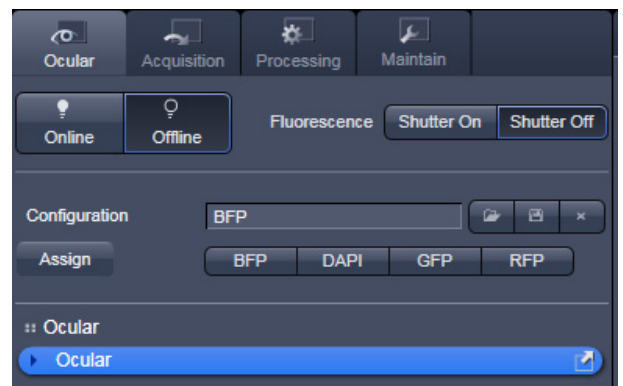 Ocular Acquisition Processing Maintain
Online Offline Fluorescence Shutter On Shutter Off
Configuration BFP
Assign BFP DAPI GFP RFP
Ocular
Ocular